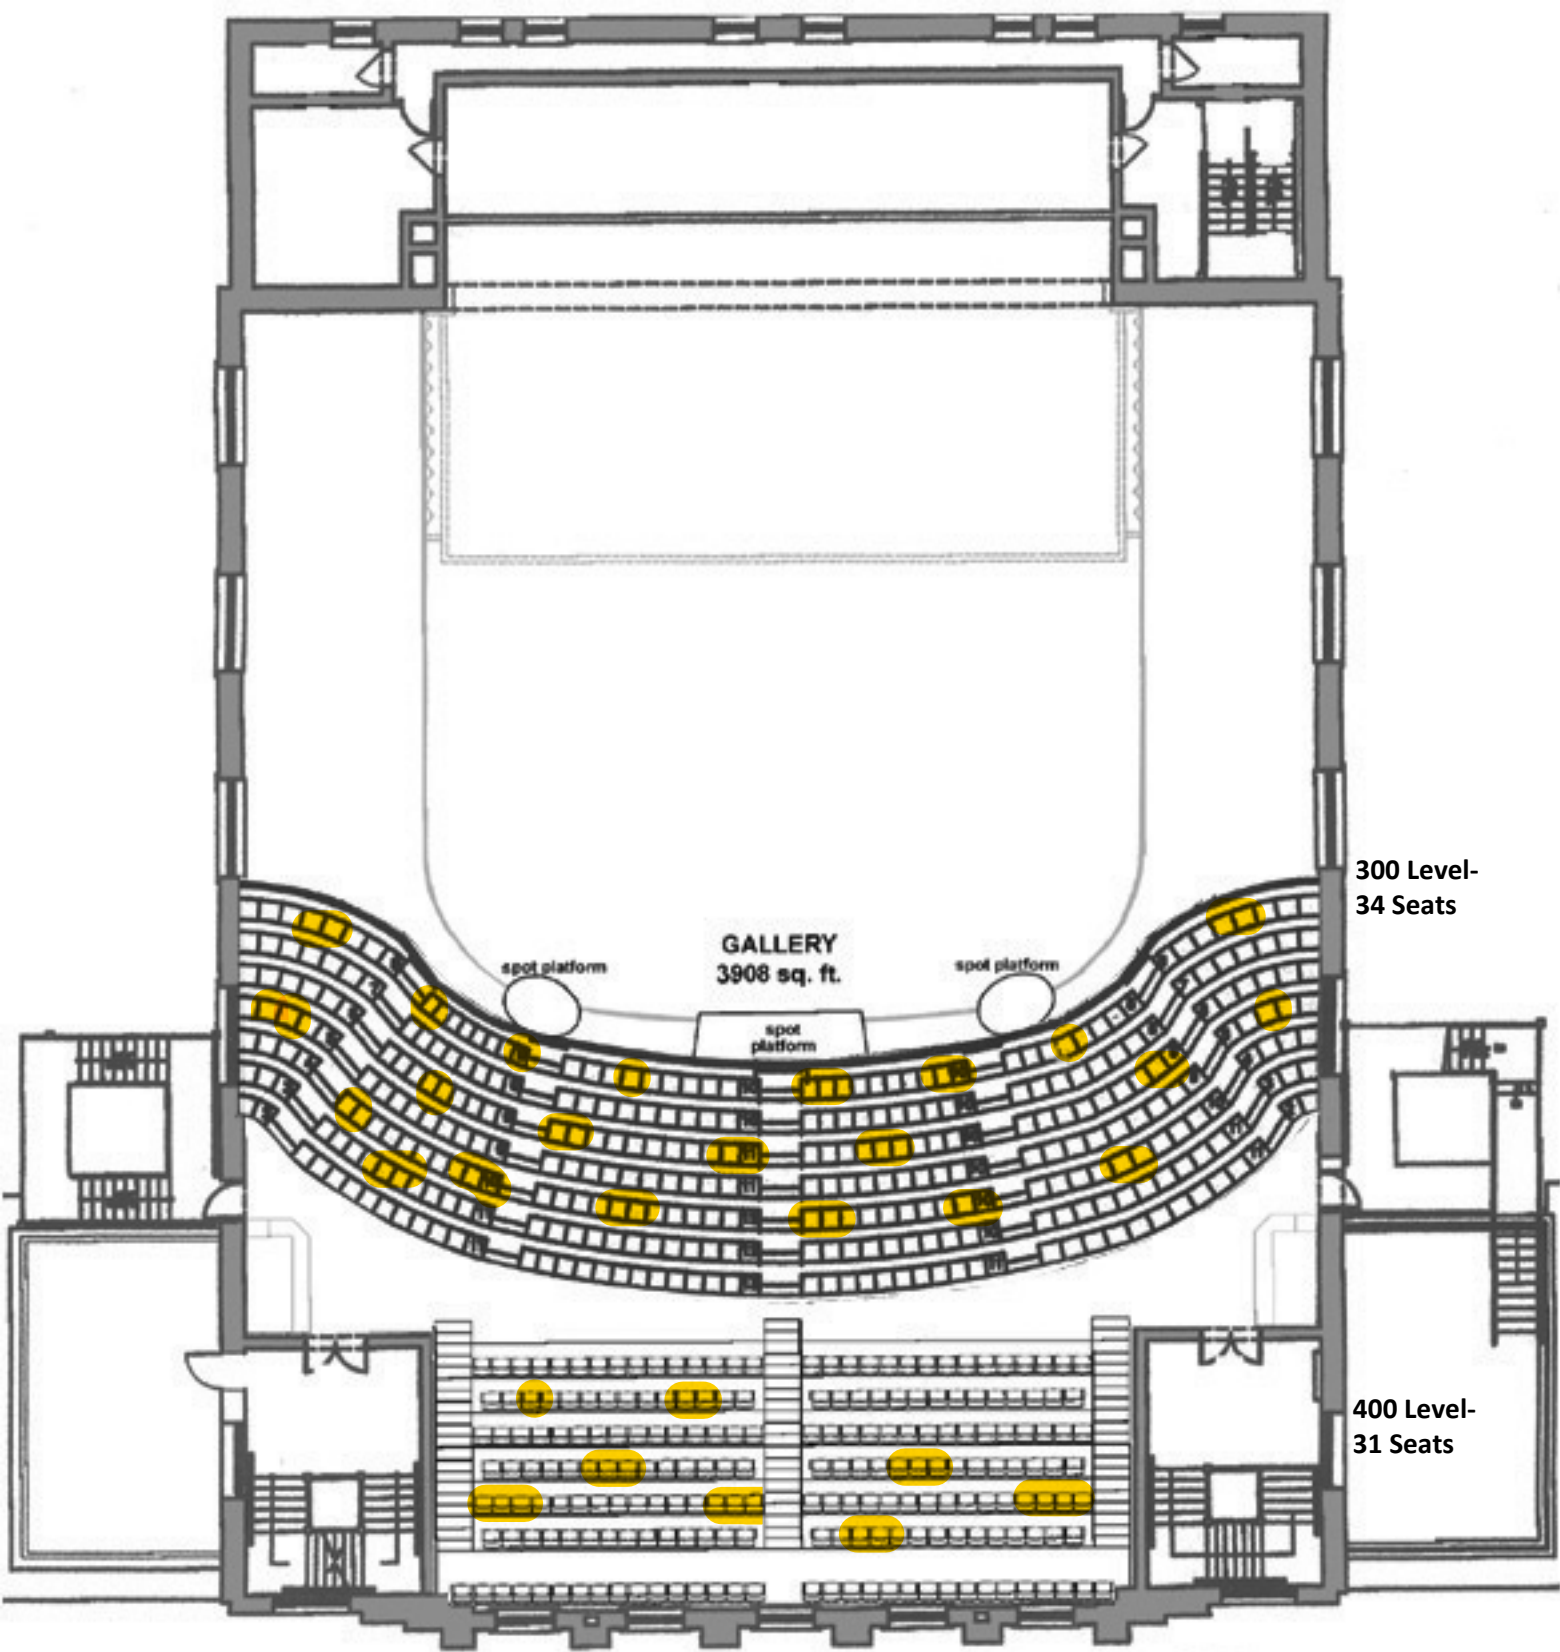 300 Level-
34 Seats
GALLERY
3908 sq. ft.
spot platform
spot platform
spot
platform
400 Level-
31 Seats